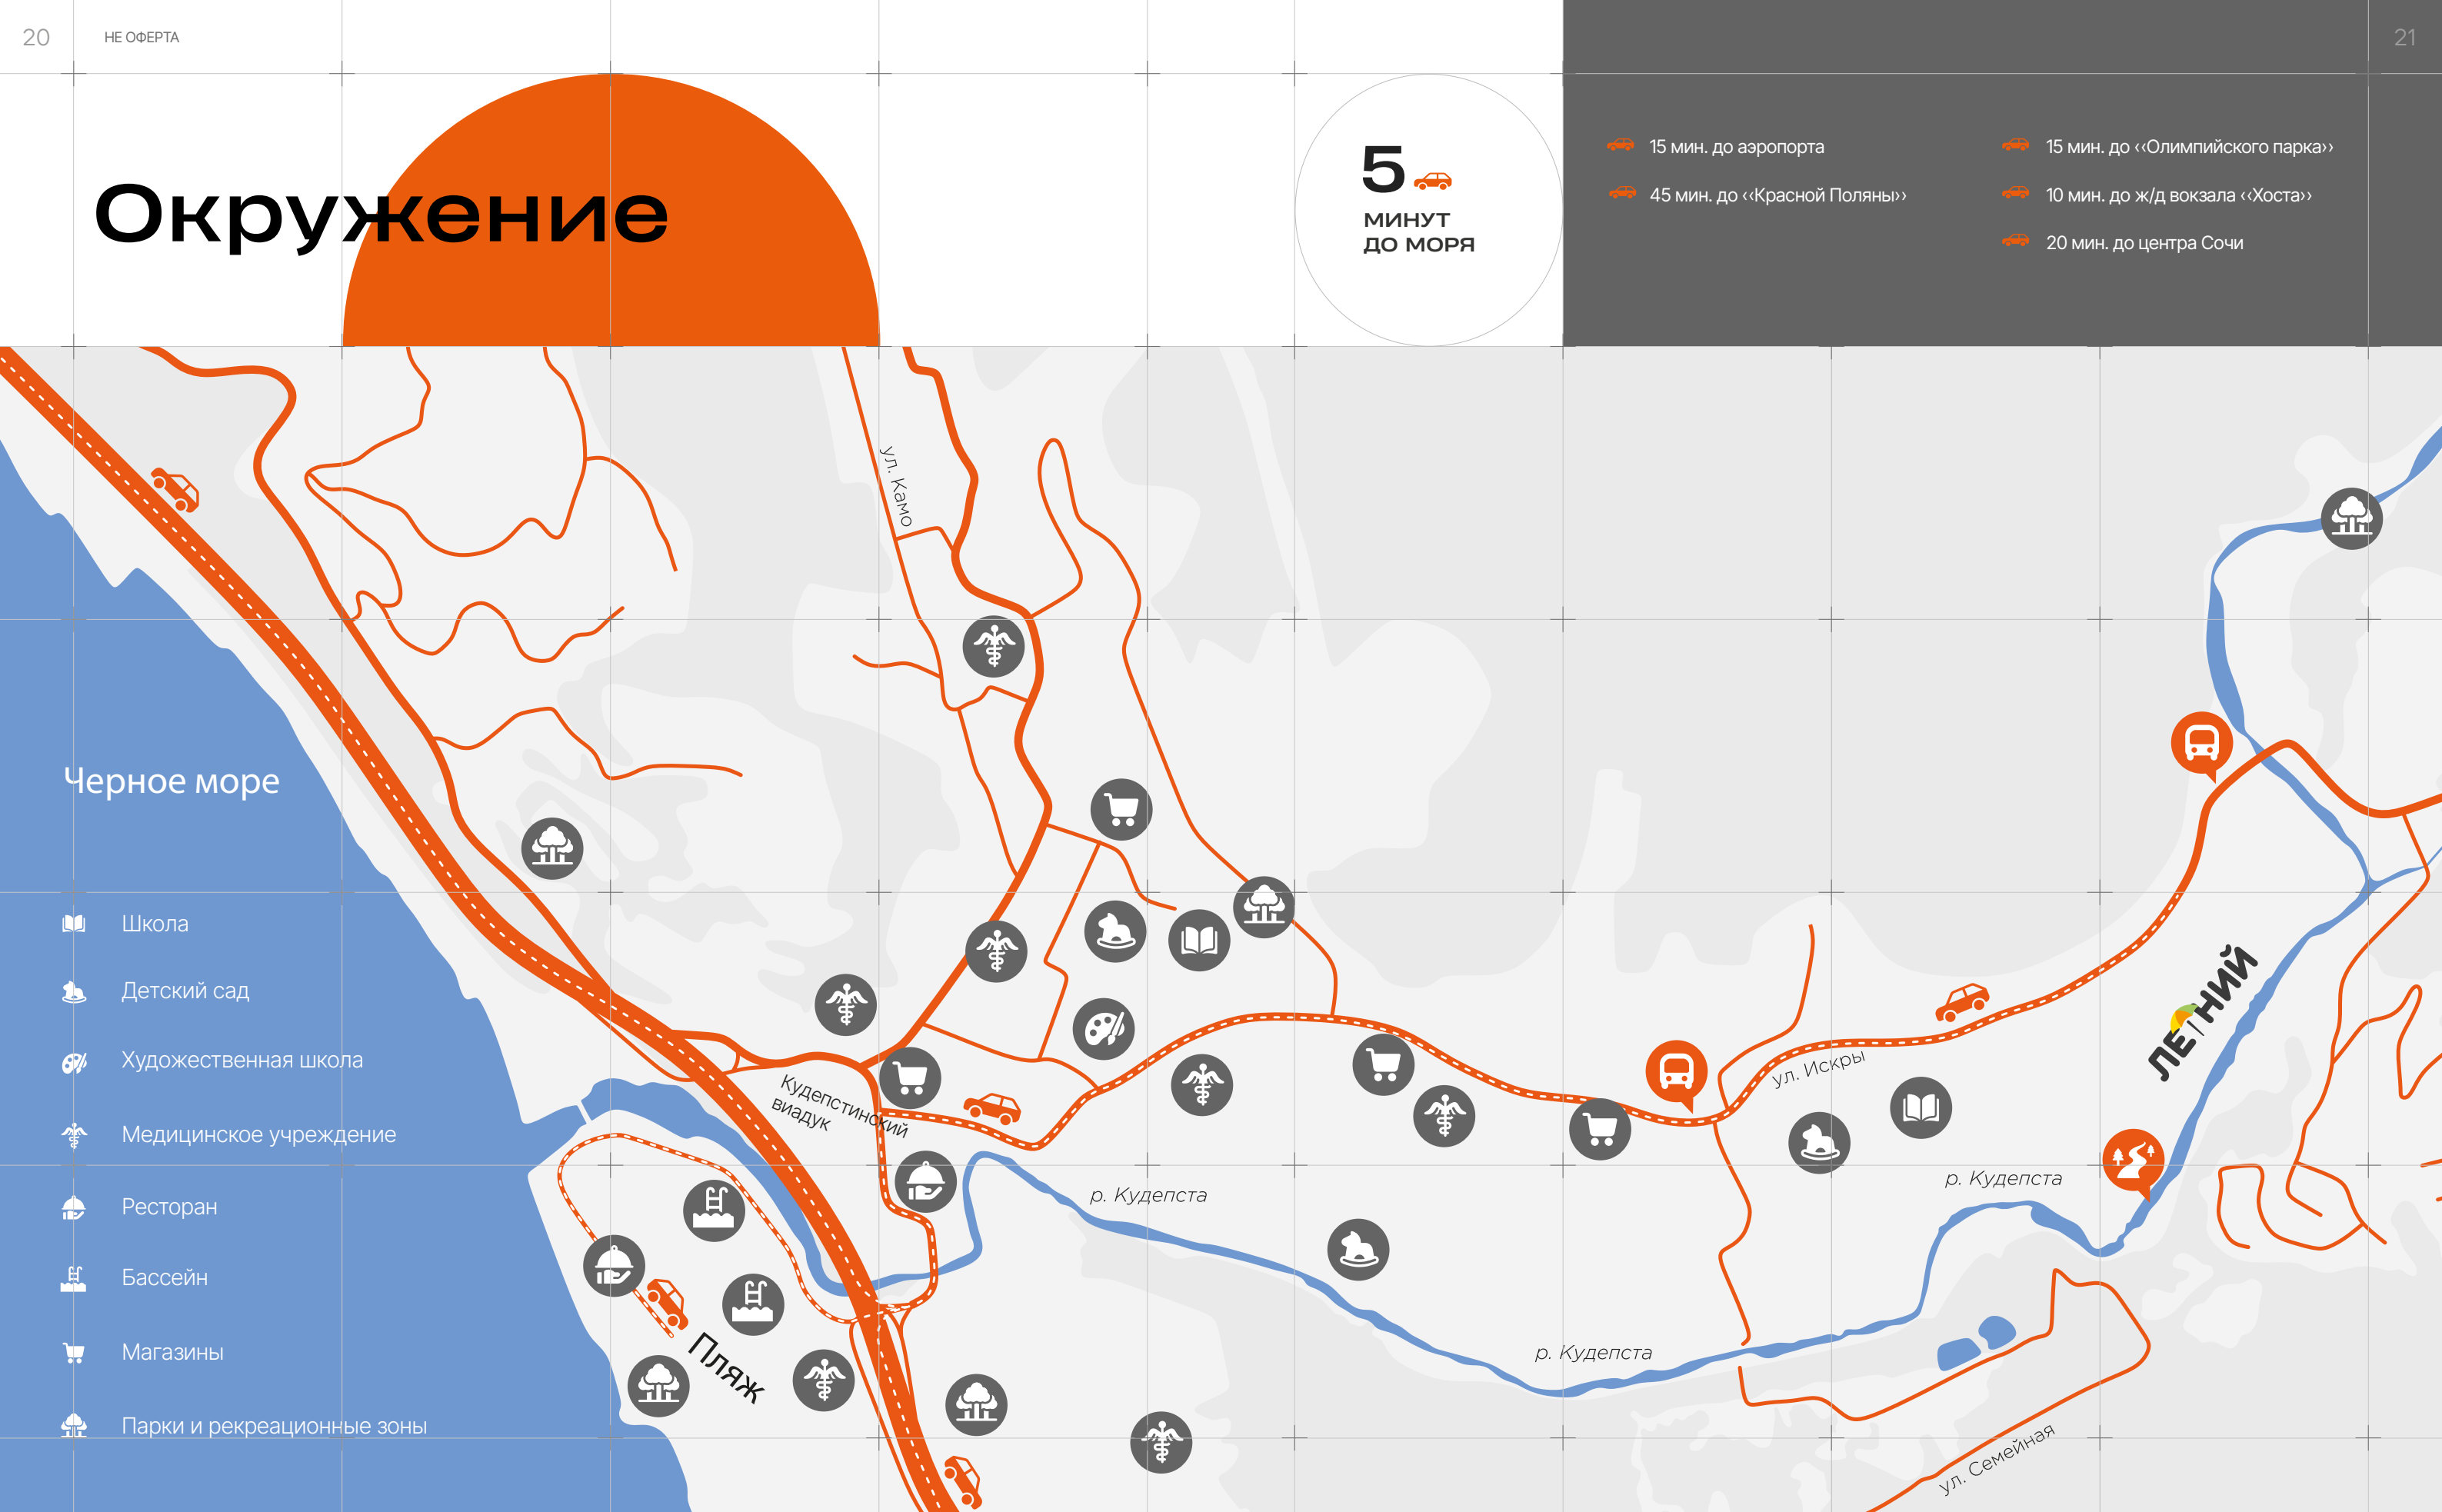 20
НЕ ОФЕРТА
21
Окружение
5
МИНУТ
ДО МОРЯ
15 мин. до аэропорта
45 мин. до ‹‹Красной Поляны››
15 мин. до ‹‹Олимпийского парка››
10 мин. до ж/д вокзала ‹‹Хоста››
20 мин. до центра Сочи
ул. Камо
Черное море
Школа
Детский сад
Художественная школа
Медицинское учреждение
Ресторан
Бассейн
Магазины
Парки и рекреационные зоны
Кудепстинский
виадук
Пляж
р. Кудепста
р. Кудепста
р. Кудепста
ул. Искры
ЛЕТНИЙ
ул. Семейная